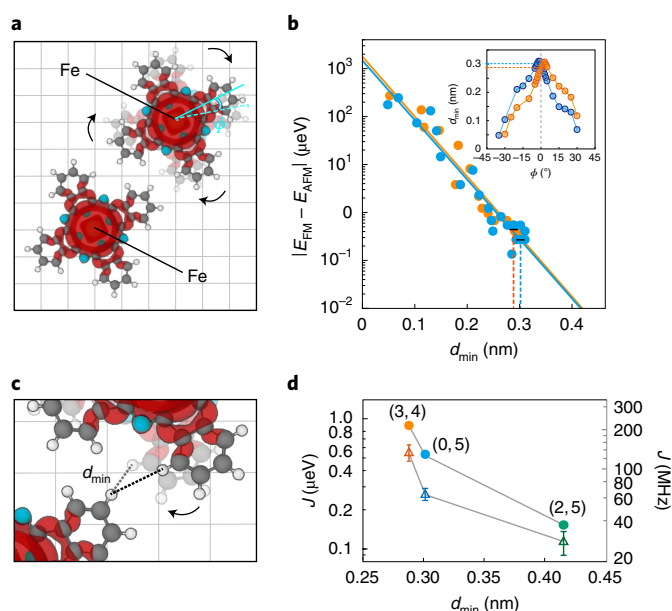 a
Fe
ϕ
Fe
b
|E_FM − E_AFM| (μeV)
10³
10²
10¹
0
10⁻¹
10⁻²
0
0.1
0.2
0.3
0.4
d_min (nm)
d_min (nm)
0.3
0.2
0.1
0
−45
−30
−15
0
15
30
45
ϕ (°)
c
d_min
d
J (μeV)
1.0
0.8
0.6
0.4
0.2
0.1
(3, 4)
(0, 5)
(2, 5)
300
200
100
80
60
40
20
J (MHz)
0.25
0.30
0.35
0.40
0.45
d_min (nm)